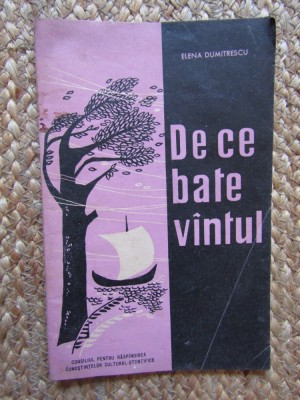 ELENA DUMITRESCU
De ce
bate
vîntul
CONSILIUL PENTRU RĂSPÎNDIREA
CUNOȘTINȚELOR CULTURAL-ȘTIINȚIFICE